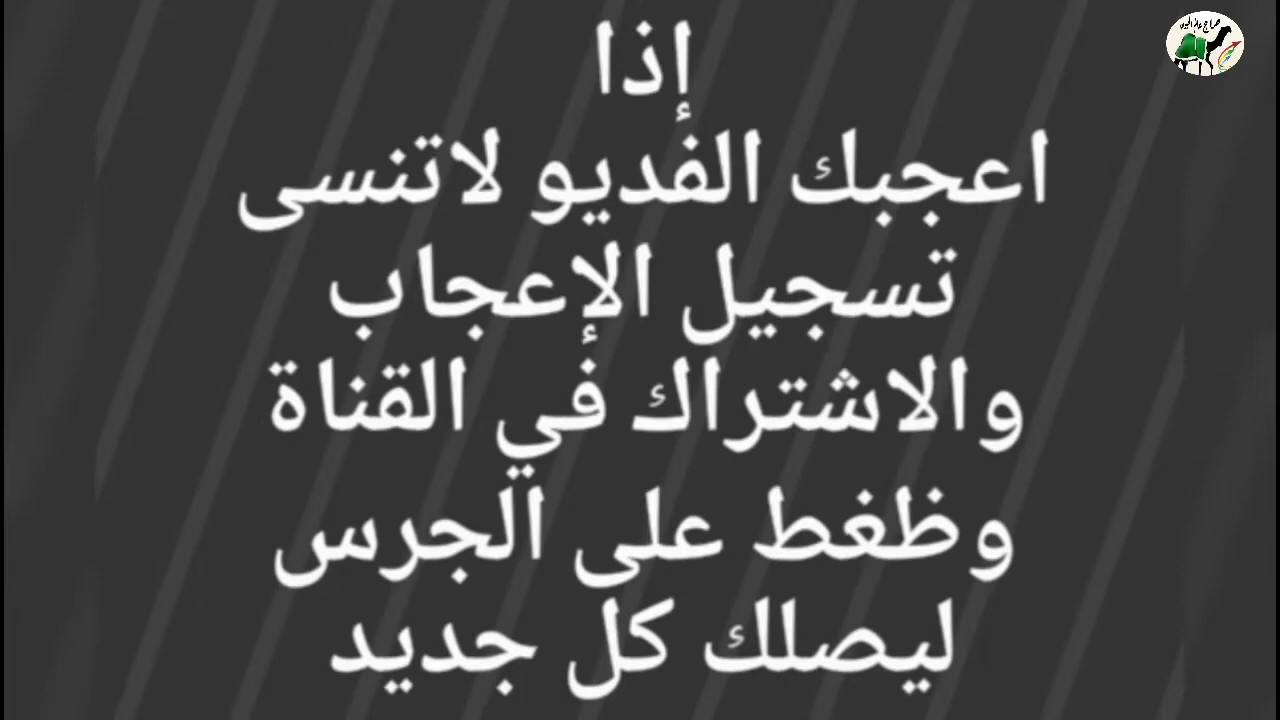 إذا
اعجبك الفديو لاتنسى
تسجيل الإعجاب
والاشتراك في القناة
وظغط على الجرس
ليصلك كل جديد